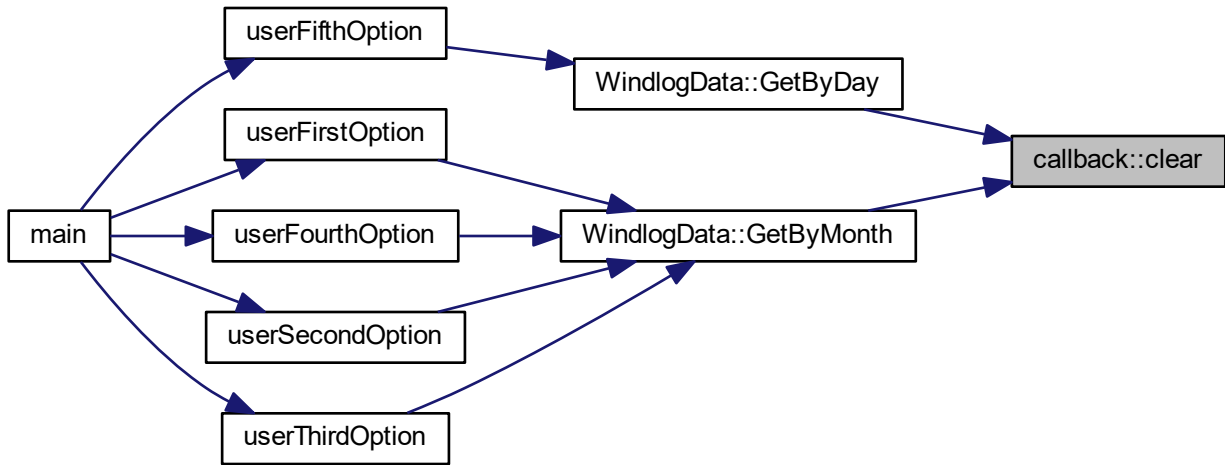 userFifthOption
WindlogData::GetByDay
userFirstOption
callback::clear
main
userFourthOption
WindlogData::GetByMonth
userSecondOption
userThirdOption